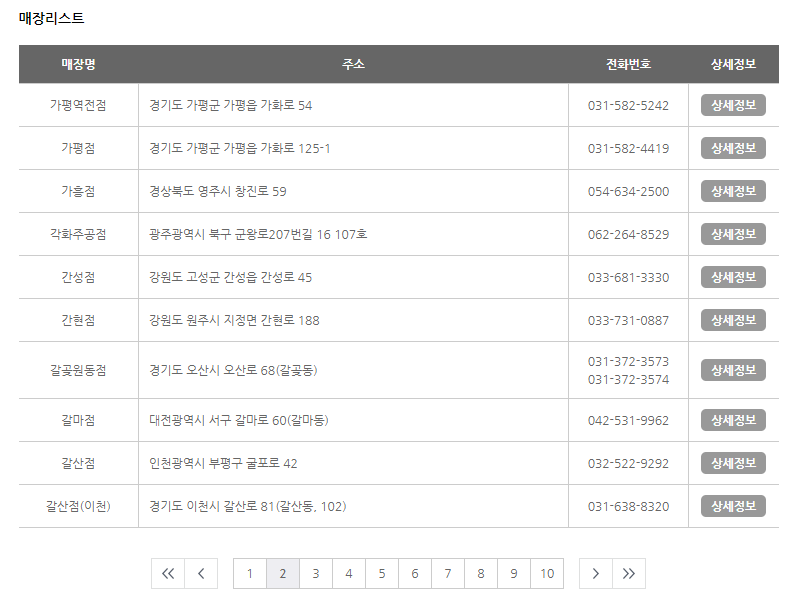 매장리스트
매장명 주소 전화번호 상세정보
가평역전점 경기도 가평군 가평읍 가화로 54 031-582-5242 상세정보
가평점 경기도 가평군 가평읍 가화로 125-1 031-582-4419 상세정보
가흥점 경상북도 영주시 창진로 59 054-634-2500 상세정보
각화주공점 광주광역시 북구 군왕로207번길 16 107호 062-264-8529 상세정보
간성점 강원도 고성군 간성읍 간성로 45 033-681-3330 상세정보
간현점 강원도 원주시 지정면 간현로 188 033-731-0887 상세정보
갈곶원동점 경기도 오산시 오산로 68(갈곶동) 031-372-3573 상세정보
031-372-3574
갈마점 대전광역시 서구 갈마로 60(갈마동) 042-531-9962 상세정보
갈산점 인천광역시 부평구 굴포로 42 032-522-9292 상세정보
갈산점(이천) 경기도 이천시 갈산로 81(갈산동, 102) 031-638-8320 상세정보
1 2 3 4 5 6 7 8 9 10